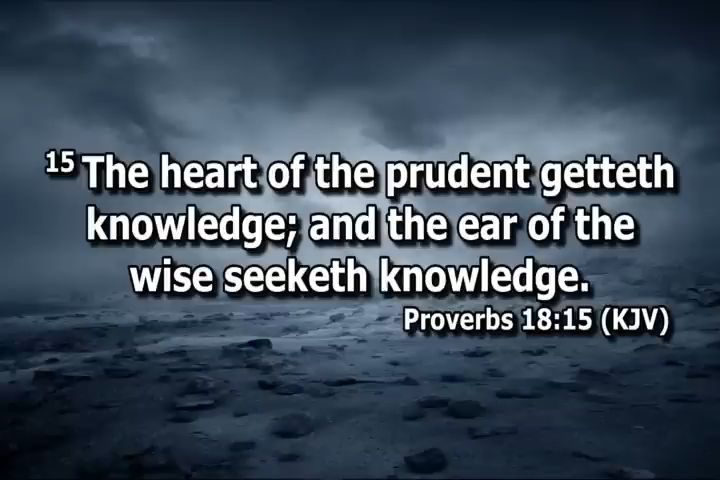 15 The heart of the prudent getteth
knowledge; and the ear of the
wise seeketh knowledge.
Proverbs 18:15 (KJV)